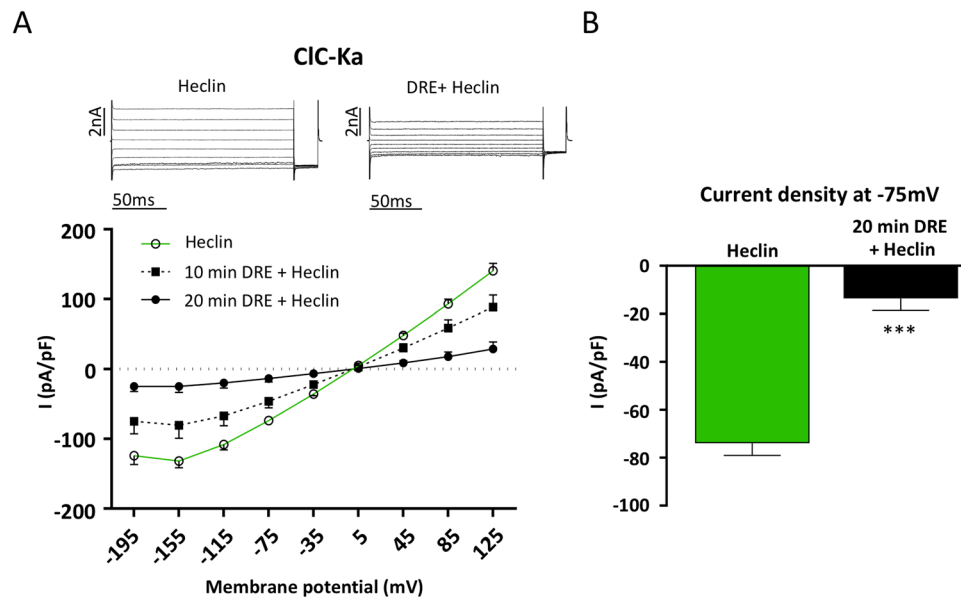 A
ClC-Ka
Heclin
DRE+ Heclin
2nA
2nA
50ms
50ms
200
100
0
-100
-200
I (pA/pF)
Heclin
10 min DRE + Heclin
20 min DRE + Heclin
-195
-155
-115
-75
-35
5
45
85
125
Membrane potential (mV)
B
Current density at -75mV
Heclin
20 min DRE
+ Heclin
0
-20
-40
-60
-80
-100
I (pA/pF)
***